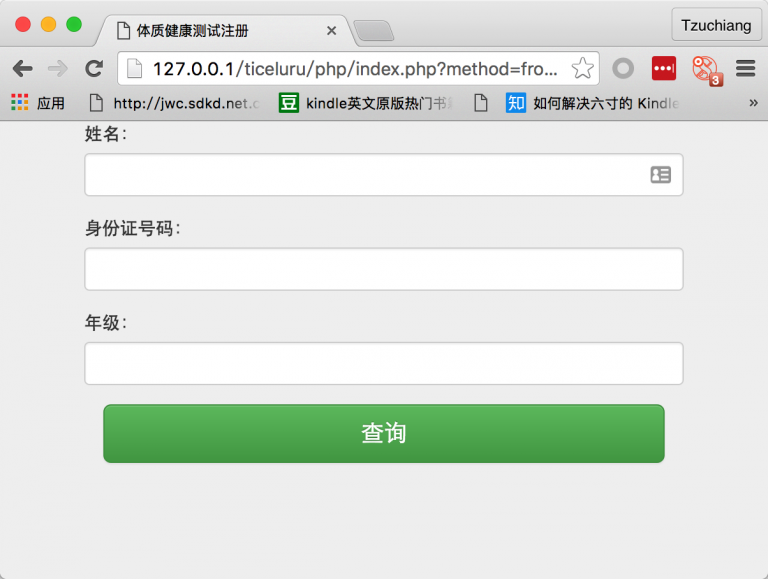 体质健康测试注册
Tzuchiang
127.0.0.1/ticeluru/php/index.php?method=fro...
3
应用
http://jwc.sdkd.net.c
豆
kindle英文原版热门书
知
如何解决六寸的 Kindle
»
姓名：
身份证号码：
年级：
查询